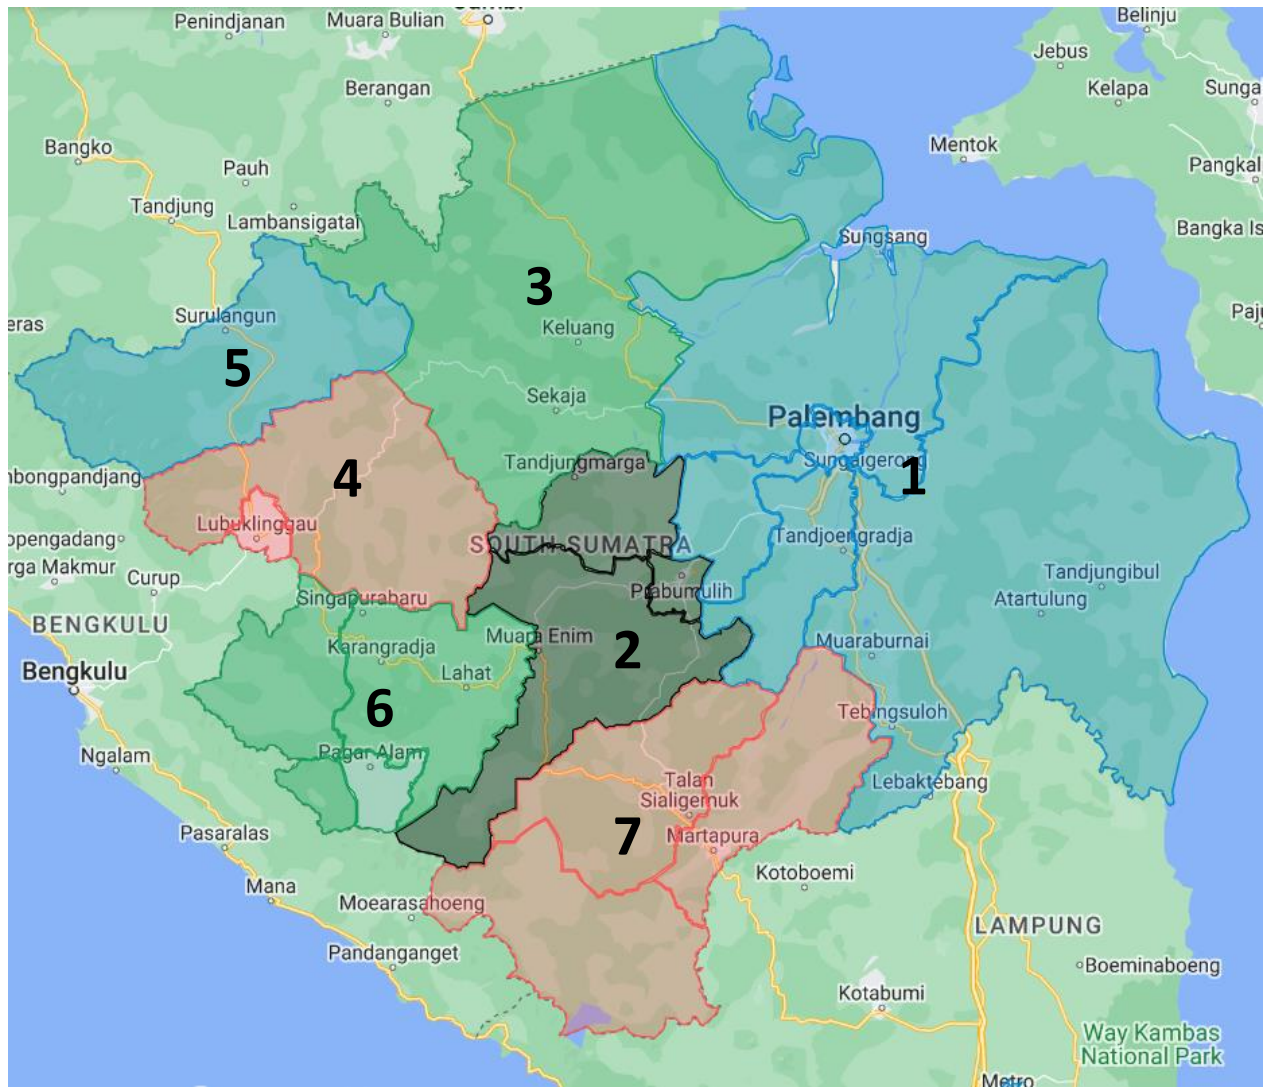 Belinju
Penindjanan
Muara Bulian
Jebus
Berangan
Kelapa
Sunga
Bangko
Mentok
Pauh
Pangkal
Tandjung
Lambansigatal
Bangka Is
Sungsang
3
eras
Surulangun
Keluang
Paju
5
Sekaja
Palembang
Tandjungmarga
Sungaigerong
1
mbongpandjang
4
Lubuklinggau
opengadang
SOUTH SUMATRA
Tandjoengradja
rga Makmur
Curup
Tandjungibul
Singapurabaru
Prabumulih
Atartulung
BENGKULU
Karangradja
Muara Enim
2
Muaraburnai
Bengkulu
Lahat
6
Tebingsuloh
Ngalam
Pagar Alam
Talan
Sialigemuk
Lebaktebang
Pasaralas
7
Martapura
Kotoboemi
Mana
Moearasahoeng
LAMPUNG
Pandanganget
Boeminaboeng
Kotabumi
Way Kambas
National Park
Metro